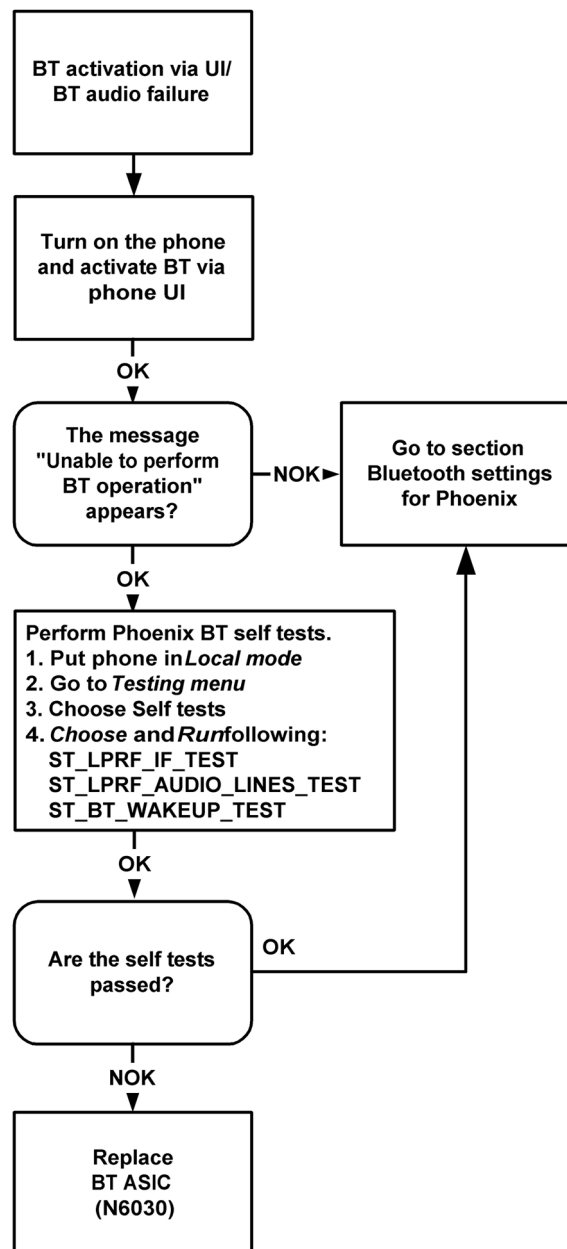 BT activation via UI/
BT audio failure
Turn on the phone
and activate BT via
phone UI
OK
The message
"Unable to perform
BT operation"
appears?
NOK
Go to section
Bluetooth settings
for Phoenix
OK
Perform Phoenix BT self tests.
1. Put phone in Local mode
2. Go to Testing menu
3. Choose Self tests
4. Choose and Run following:
ST_LPRF_IF_TEST
ST_LPRF_AUDIO_LINES_TEST
ST_BT_WAKEUP_TEST
OK
Are the self tests
passed?
OK
NOK
Replace
BT ASIC
(N6030)